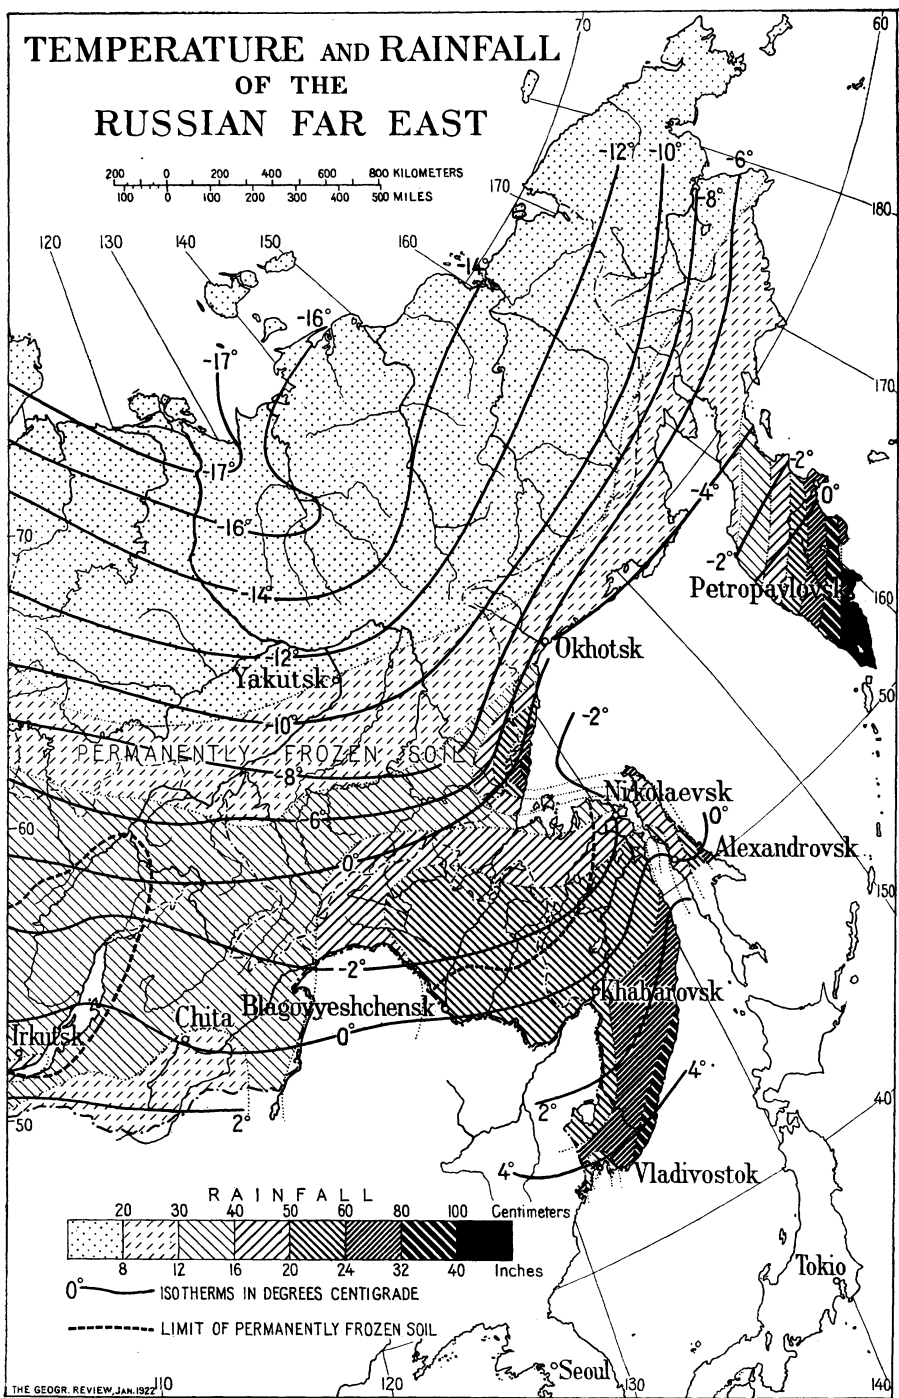 TEMPERATURE AND RAINFALL
OF THE
RUSSIAN FAR EAST
200 0 200 400 600 800 KILOMETERS
100 0 100 200 300 400 500 MILES
70
60
170
160
150
140
130
120
180
170
160
50
150
40
140
70
60
50
-12° -10° -6°
-8°
-14°
-16°
-17°
-17°
-16°
-14°
-12°
-10°
-4°
-2°
0°
-2°
Petropavlovsk
Okhotsk
Yakutsk
PERMANENTLY FROZEN SOIL
-8°
-2°
6°
Nikolaevsk
0°
Alexandrovsk
0°
-2°
Khabarovsk
Blagovyeshchensk
Chita
Irkutsk
0°
4°
2°
2°
4°
Vladivostok
Tokio
Seoul
RAINFALL
20 30 40 50 60 80 100 Centimeters
8 12 16 20 24 32 40 Inches
0° ISOTHERMS IN DEGREES CENTIGRADE
LIMIT OF PERMANENTLY FROZEN SOIL
THE GEOGR. REVIEW, JAN. 1922
110
120
130
140